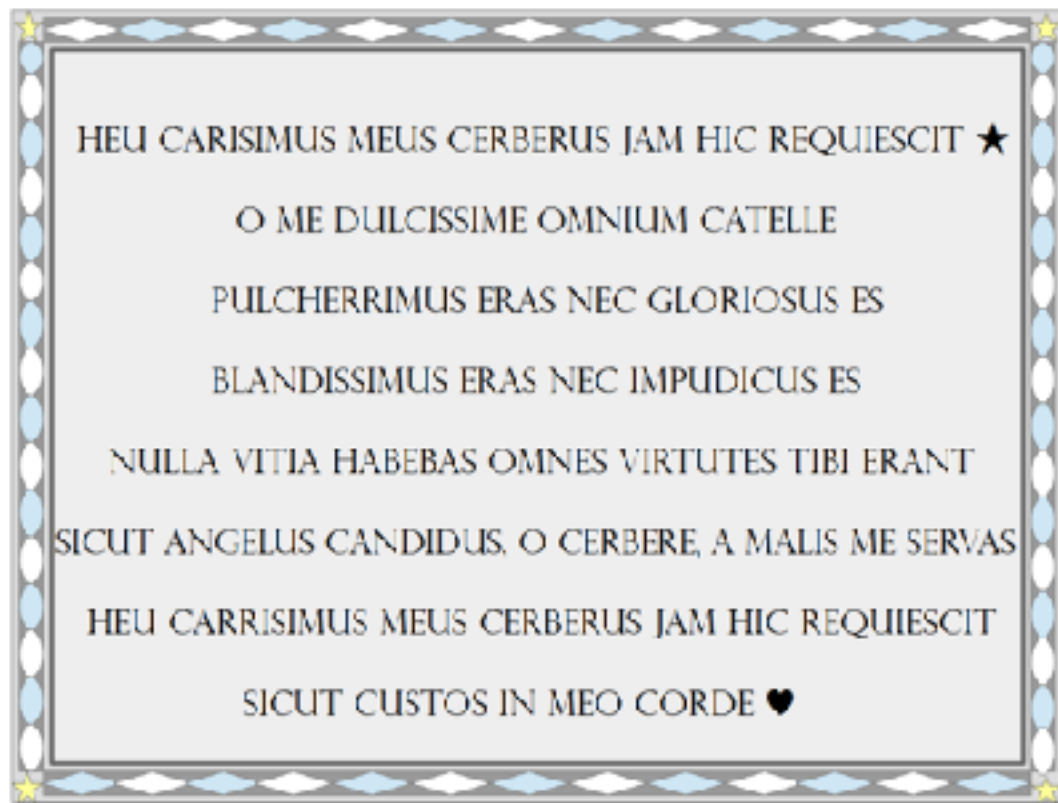 HEU CARISIMUS MEUS CERBERUS JAM HIC REQUIESCIT ★
O ME DULCISSIME OMNIUM CATELLE
PULCHERRIMUS ERAS NEC GLORIOSUS ES
BLANDISSIMUS ERAS NEC IMPUDICUS ES
NULLA VITIA HABEBAS OMNES VIRTUTES TIBI ERANT
SICUT ANGELUS CANDIDUS, O CERBERE, A MALIS ME SERVAS
HEU CARRISIMUS MEUS CERBERUS JAM HIC REQUIESCIT
SICUT CUSTOS IN MEO CORDE ♥